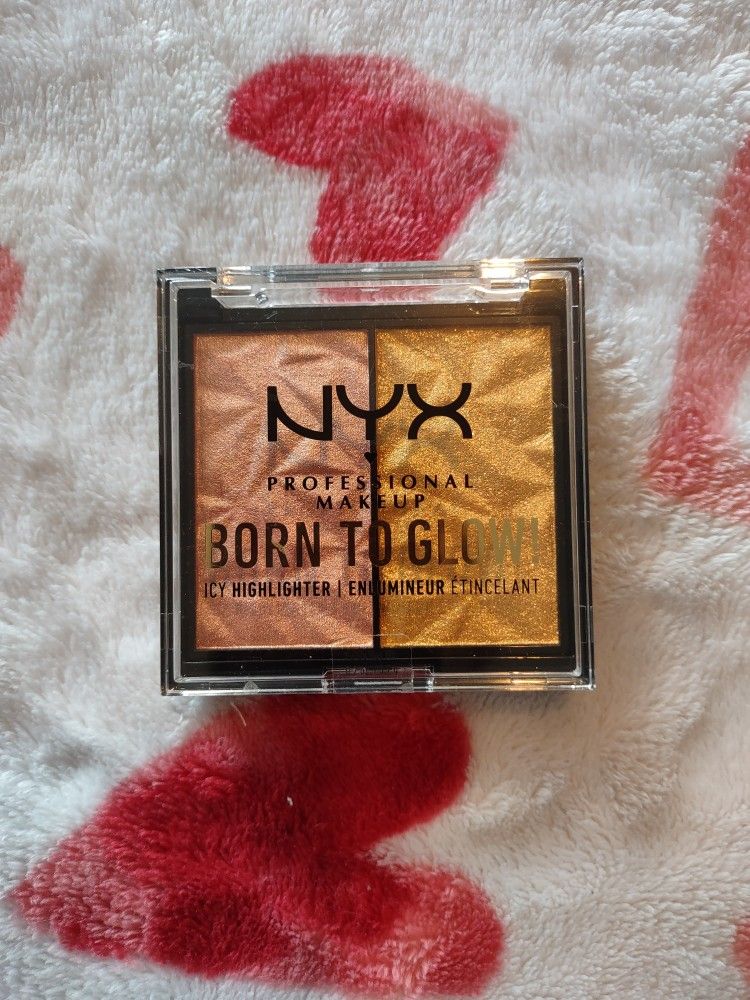 NYX
PROFESSIONAL
MAKEUP
BORN TO GLOW!
ICY HIGHLIGHTER | ENLUMINEUR ÉTINCELANT